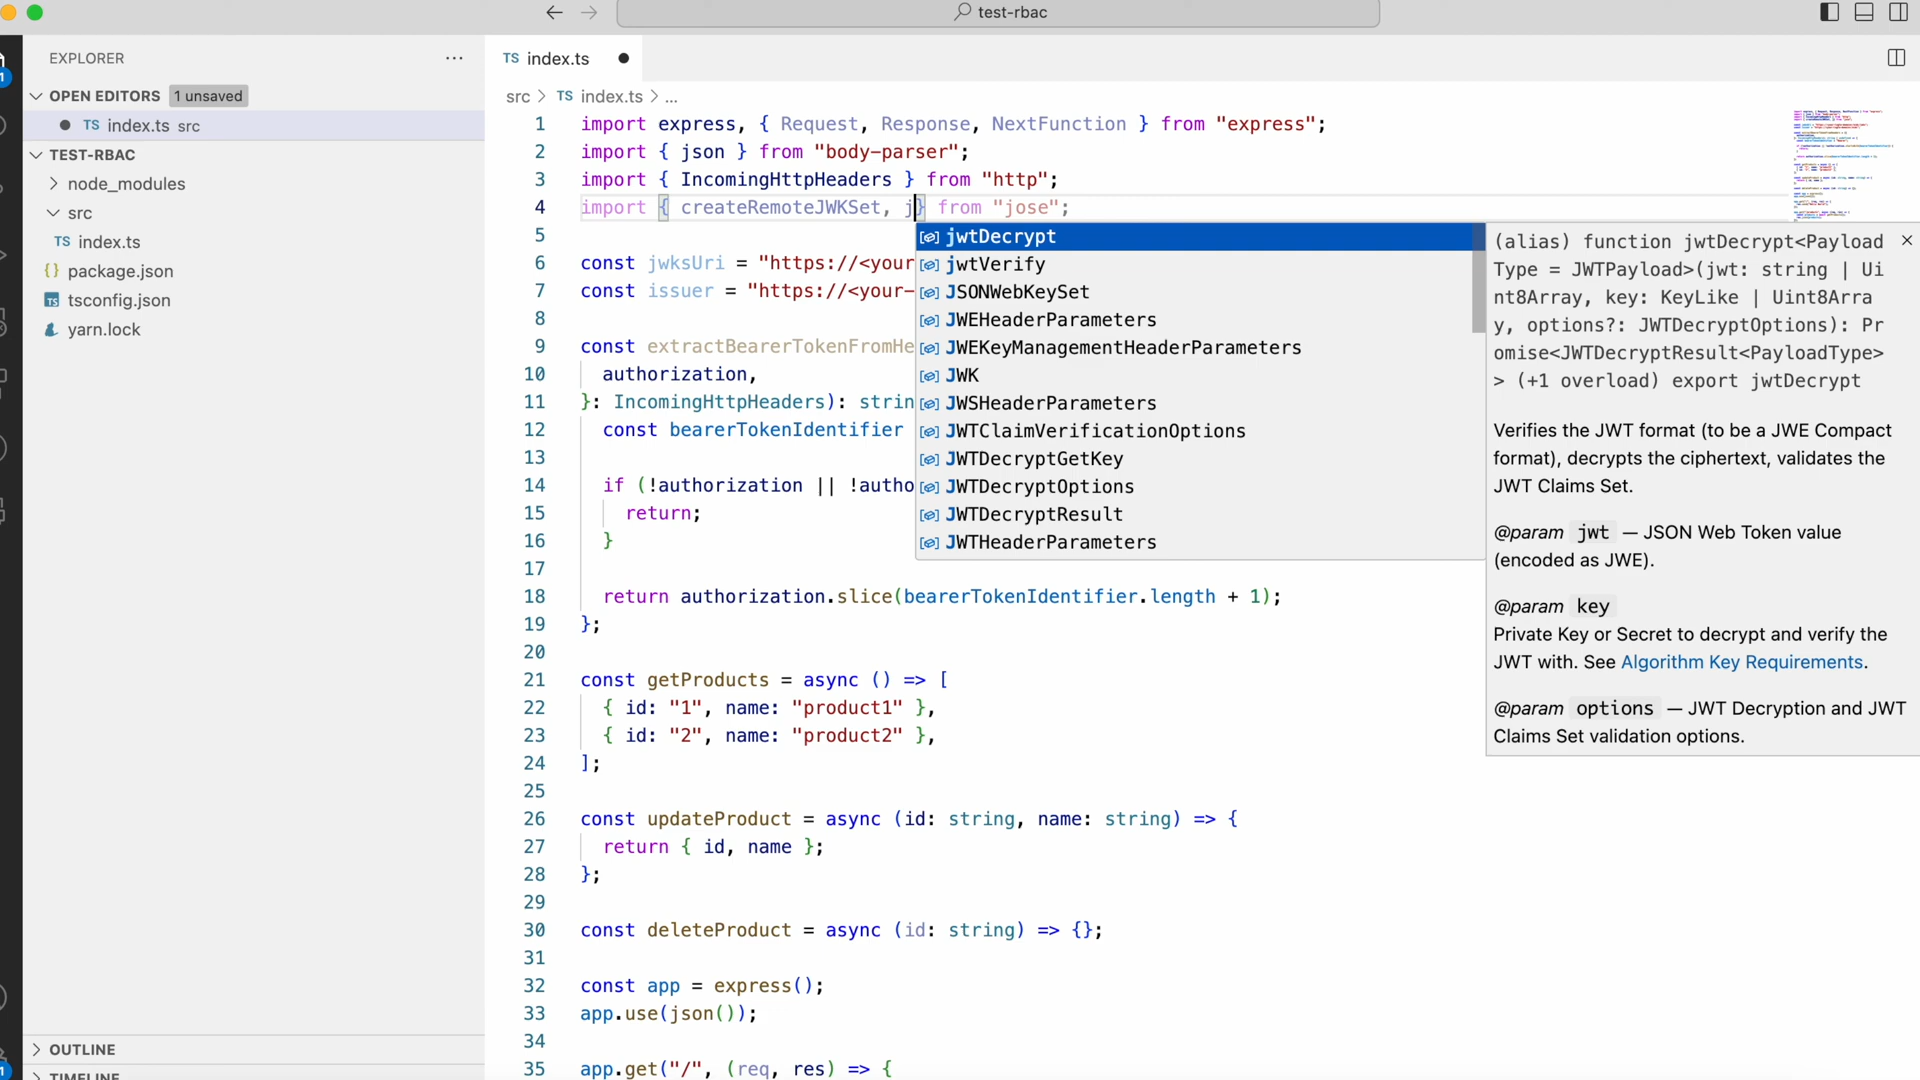 test-rbac
EXPLORER
OPEN EDITORS 1 unsaved
TS index.ts src
TEST-RBAC
node_modules
src
TS index.ts
{} package.json
TS tsconfig.json
yarn.lock
OUTLINE
TIMELINE
TS index.ts
src > TS index.ts > ...
1 import express, { Request, Response, NextFunction } from "express";
2 import { json } from "body-parser";
3 import { IncomingHttpHeaders } from "http";
4 import { createRemoteJWKSet, j} from "jose";
5
6 const jwksUri = "https://<your
7 const issuer = "https://<your-
8
9 const extractBearerTokenFromHe
10 authorization,
11 }: IncomingHttpHeaders): strin
12 const bearerTokenIdentifier
13
14 if (!authorization || !autho
15 return;
16 }
17
18 return authorization.slice(bearerTokenIdentifier.length + 1);
19 };
20
21 const getProducts = async () => [
22 { id: "1", name: "product1" },
23 { id: "2", name: "product2" },
24 ];
25
26 const updateProduct = async (id: string, name: string) => {
27 return { id, name };
28 };
29
30 const deleteProduct = async (id: string) => {};
31
32 const app = express();
33 app.use(json());
34
35 app.get("/", (req, res) => {
jwtDecrypt
jwtVerify
JSONWebKeySet
JWEHeaderParameters
JWEKeyManagementHeaderParameters
JWK
JWSHeaderParameters
JWTClaimVerificationOptions
JWTDecryptGetKey
JWTDecryptOptions
JWTDecryptResult
JWTHeaderParameters
(alias) function jwtDecrypt<Payload
Type = JWTPayload>(jwt: string | Ui
nt8Array, key: KeyLike | Uint8Arra
y, options?: JWTDecryptOptions): Pr
omise<JWTDecryptResult<PayloadType>
> (+1 overload) export jwtDecrypt
Verifies the JWT format (to be a JWE Compact
format), decrypts the ciphertext, validates the
JWT Claims Set.
@param jwt — JSON Web Token value
(encoded as JWE).
@param key
Private Key or Secret to decrypt and verify the
JWT with. See Algorithm Key Requirements.
@param options — JWT Decryption and JWT
Claims Set validation options.